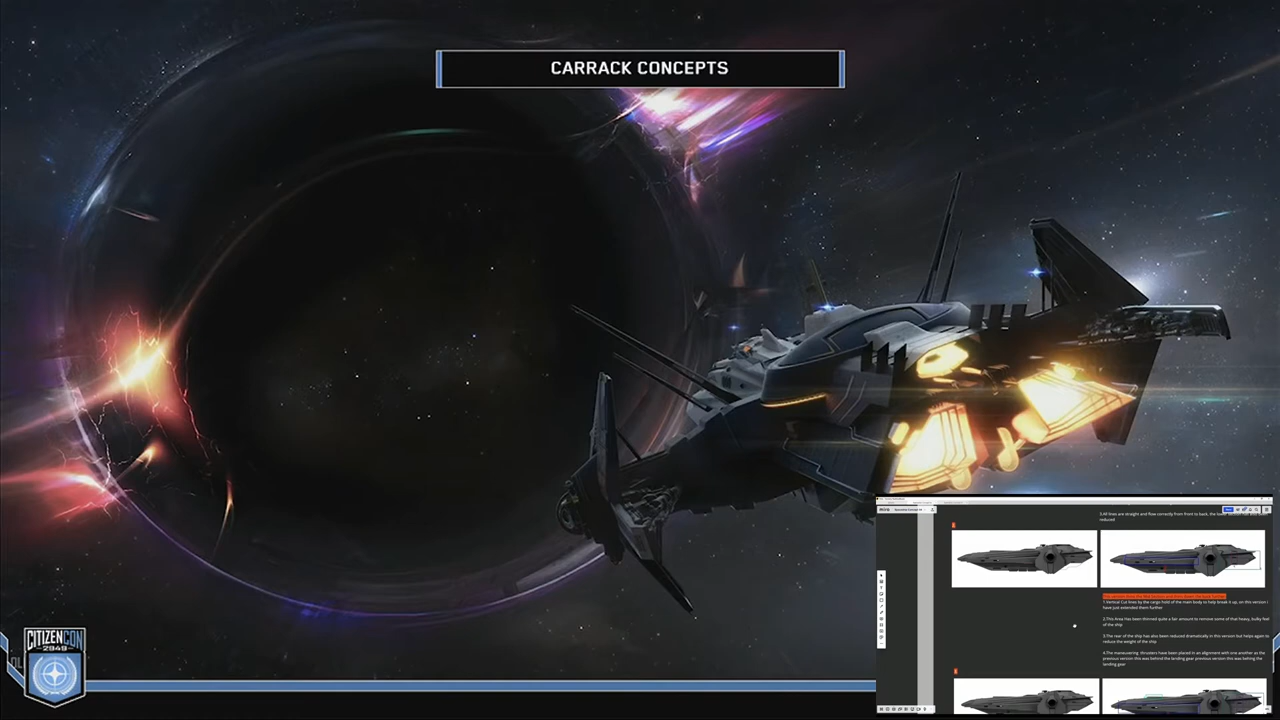 CARRACK CONCEPTS
3.All lines are straight and flow correctly from front to back, the
reduced
1.Vertical Cut lines by the cargo hold of the main body to help break it up, on this version I
have just extended them further
2.This Area Has been thinned quite a fair amount to remove some of that heavy, bulky feel
of the ship
3.The rear of the ship has also been reduced dramatically in this version but helps again to
reduce the weight of the ship
4.The maneuvering thrusters have been placed in an alignment with one another as the
previous version this was behind the landing gear previous version this was behing the
landing gear
CITIZENCON
2949